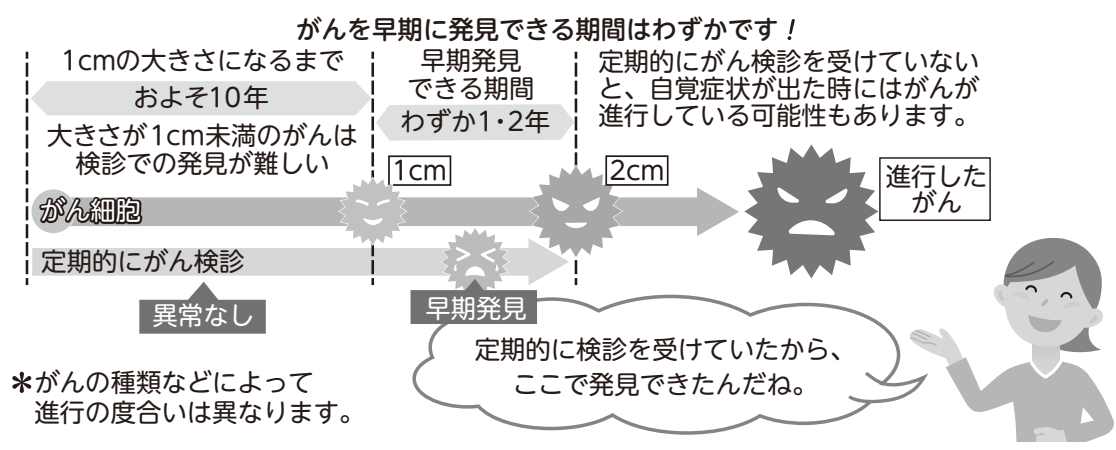 がんを早期に発見できる期間はわずかです！
1cmの大きさになるまで
およそ10年
大きさが1cm未満のがんは
検診での発見が難しい
早期発見
できる期間
わずか1・2年
定期的にがん検診を受けていない
と、自覚症状が出た時にはがんが
進行している可能性もあります。
1cm
2cm
進行した
がん
がん細胞
定期的にがん検診
異常なし
早期発見
定期的に検診を受けていたから、
ここで発見できたんだね。
＊がんの種類などによって
進行の度合いは異なります。